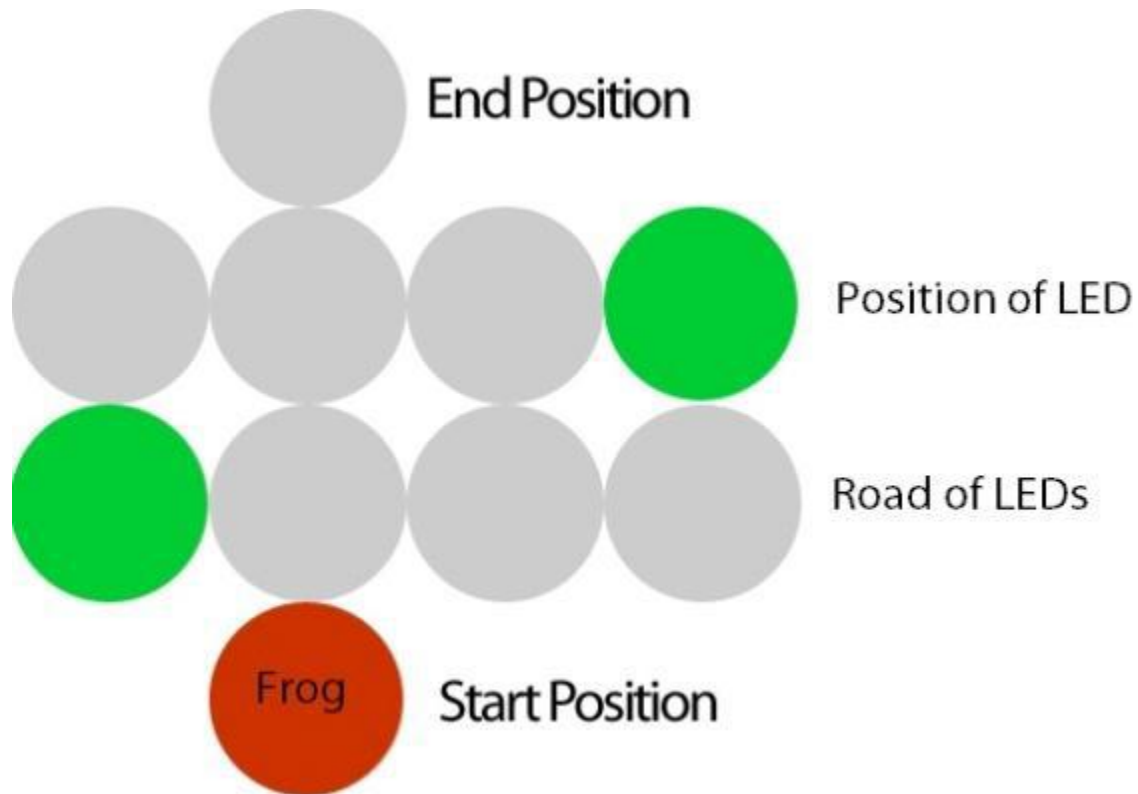 End Position
Position of LED
Road of LEDs
Frog
Start Position